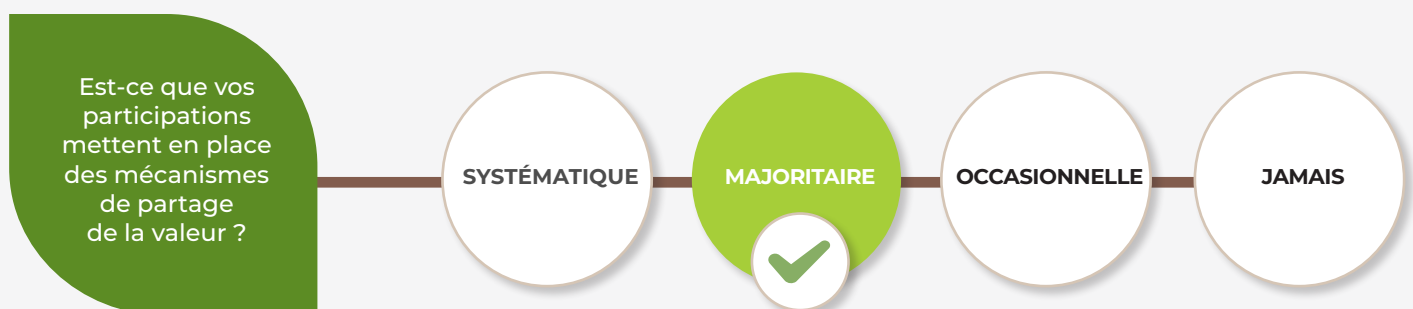 Est-ce que vos
participations
mettent en place
des mécanismes
de partage
de la valeur ?
SYSTÉMATIQUE
MAJORITAIRE
OCCASIONNELLE
JAMAIS